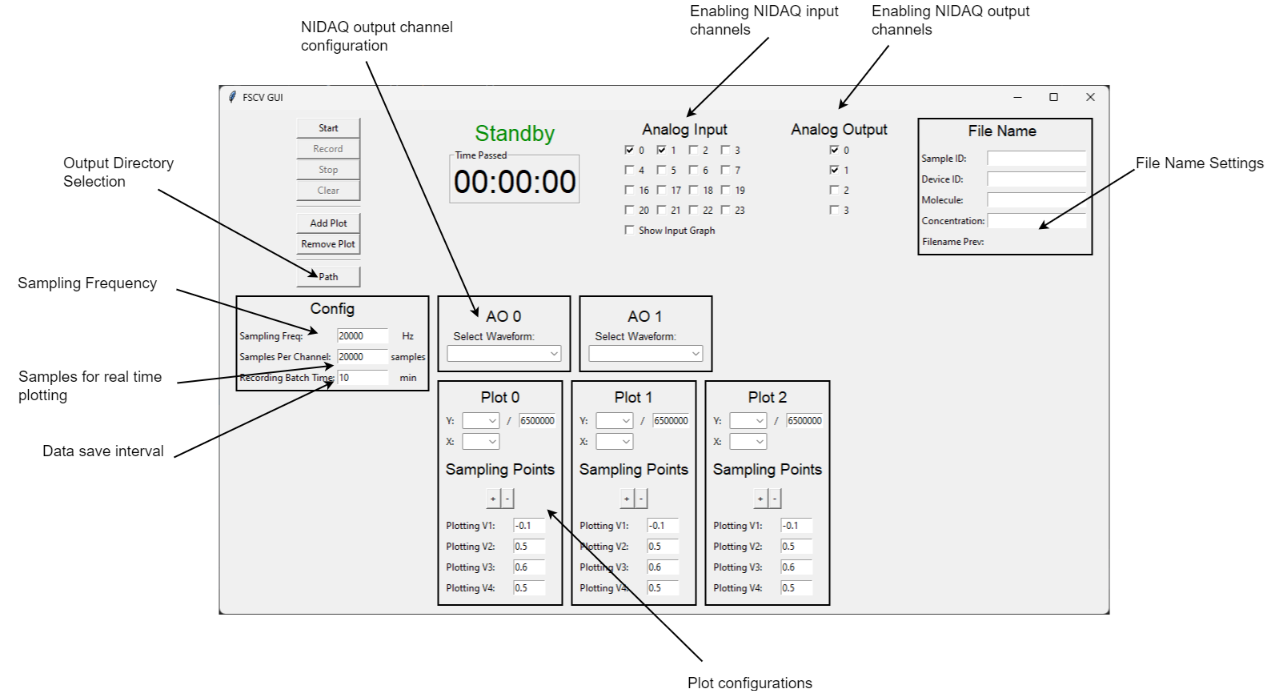 NIDAQ output channel
configuration
Enabling NIDAQ input
channels
Enabling NIDAQ output
channels
FSCV GUI
Start
Record
Stop
Clear
Add Plot
Remove Plot
Path
Standby
Time Passed
00:00:00
Analog Input
0 1 2 3
4 5 6 7
16 17 18 19
20 21 22 23
Show Input Graph
Analog Output
0
1
2
3
File Name
Sample ID:
Device ID:
Molecule:
Concentration:
Filename Prev:
File Name Settings
Output Directory
Selection
Sampling Frequency
Samples for real time
plotting
Data save interval
Config
Sampling Freq: 20000 Hz
Samples Per Channel: 20000 samples
Recording Batch Time: 10 min
AO 0
Select Waveform:
AO 1
Select Waveform:
Plot 0
Y: / 6500000
X:
Sampling Points
+ -
Plotting V1: -0.1
Plotting V2: 0.5
Plotting V3: 0.6
Plotting V4: 0.5
Plot 1
Y: / 6500000
X:
Sampling Points
+ -
Plotting V1: -0.1
Plotting V2: 0.5
Plotting V3: 0.6
Plotting V4: 0.5
Plot 2
Y: / 6500000
X:
Sampling Points
+ -
Plotting V1: -0.1
Plotting V2: 0.5
Plotting V3: 0.6
Plotting V4: 0.5
Plot configurations